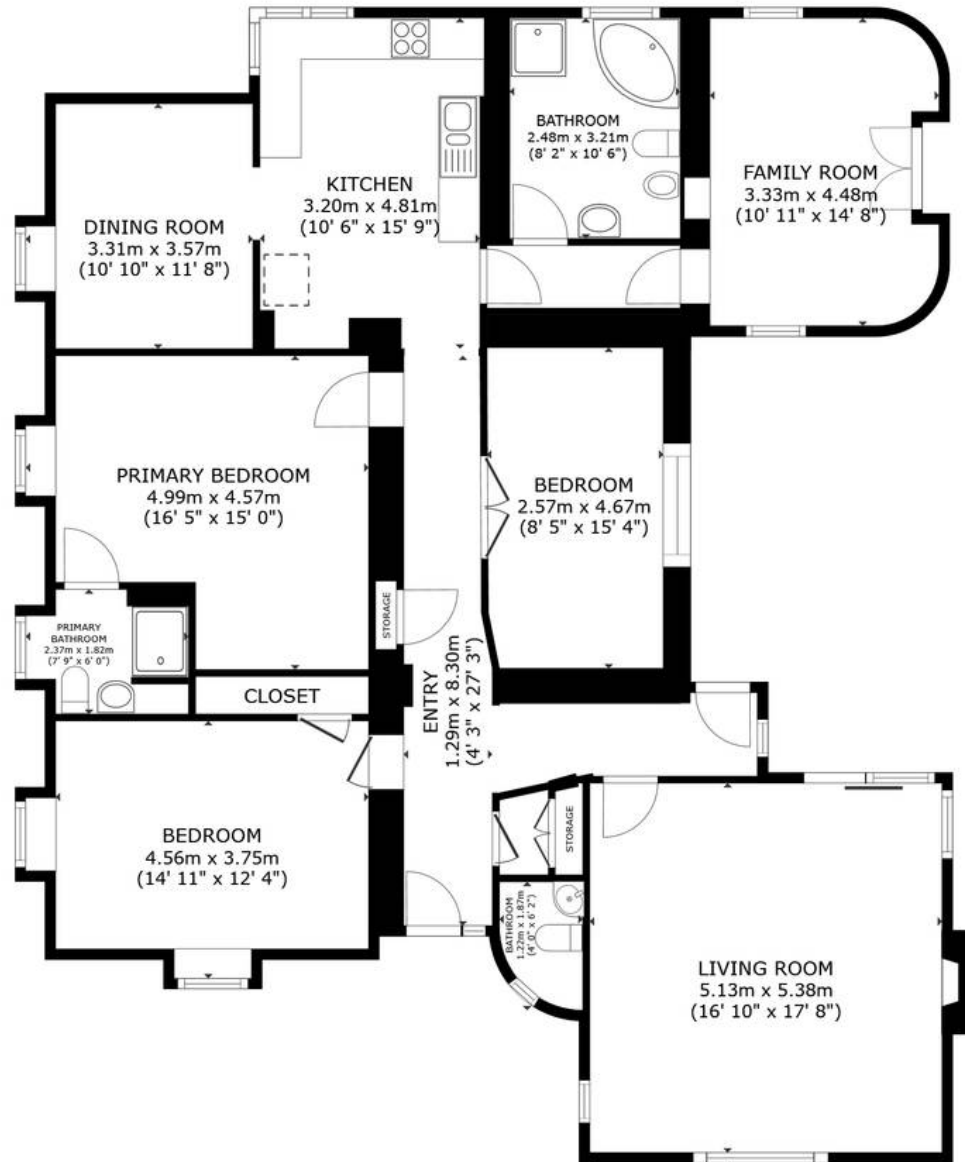 BATHROOM
2.48m x 3.21m
(8' 2" x 10' 6")
FAMILY ROOM
3.33m x 4.48m
(10' 11" x 14' 8")
KITCHEN
3.20m x 4.81m
(10' 6" x 15' 9")
DINING ROOM
3.31m x 3.57m
(10' 10" x 11' 8")
PRIMARY BEDROOM
4.99m x 4.57m
(16' 5" x 15' 0")
BEDROOM
2.57m x 4.67m
(8' 5" x 15' 4")
STORAGE
PRIMARY
BATHROOM
2.37m x 1.82m
(7' 9" x 6' 0")
CLOSET
ENTRY
1.29m x 8.30m
(4' 3" x 27' 3")
BEDROOM
4.56m x 3.75m
(14' 11" x 12' 4")
STORAGE
BATHROOM
1.22m x 1.87m
(4' 0" x 6' 2")
LIVING ROOM
5.13m x 5.38m
(16' 10" x 17' 8")